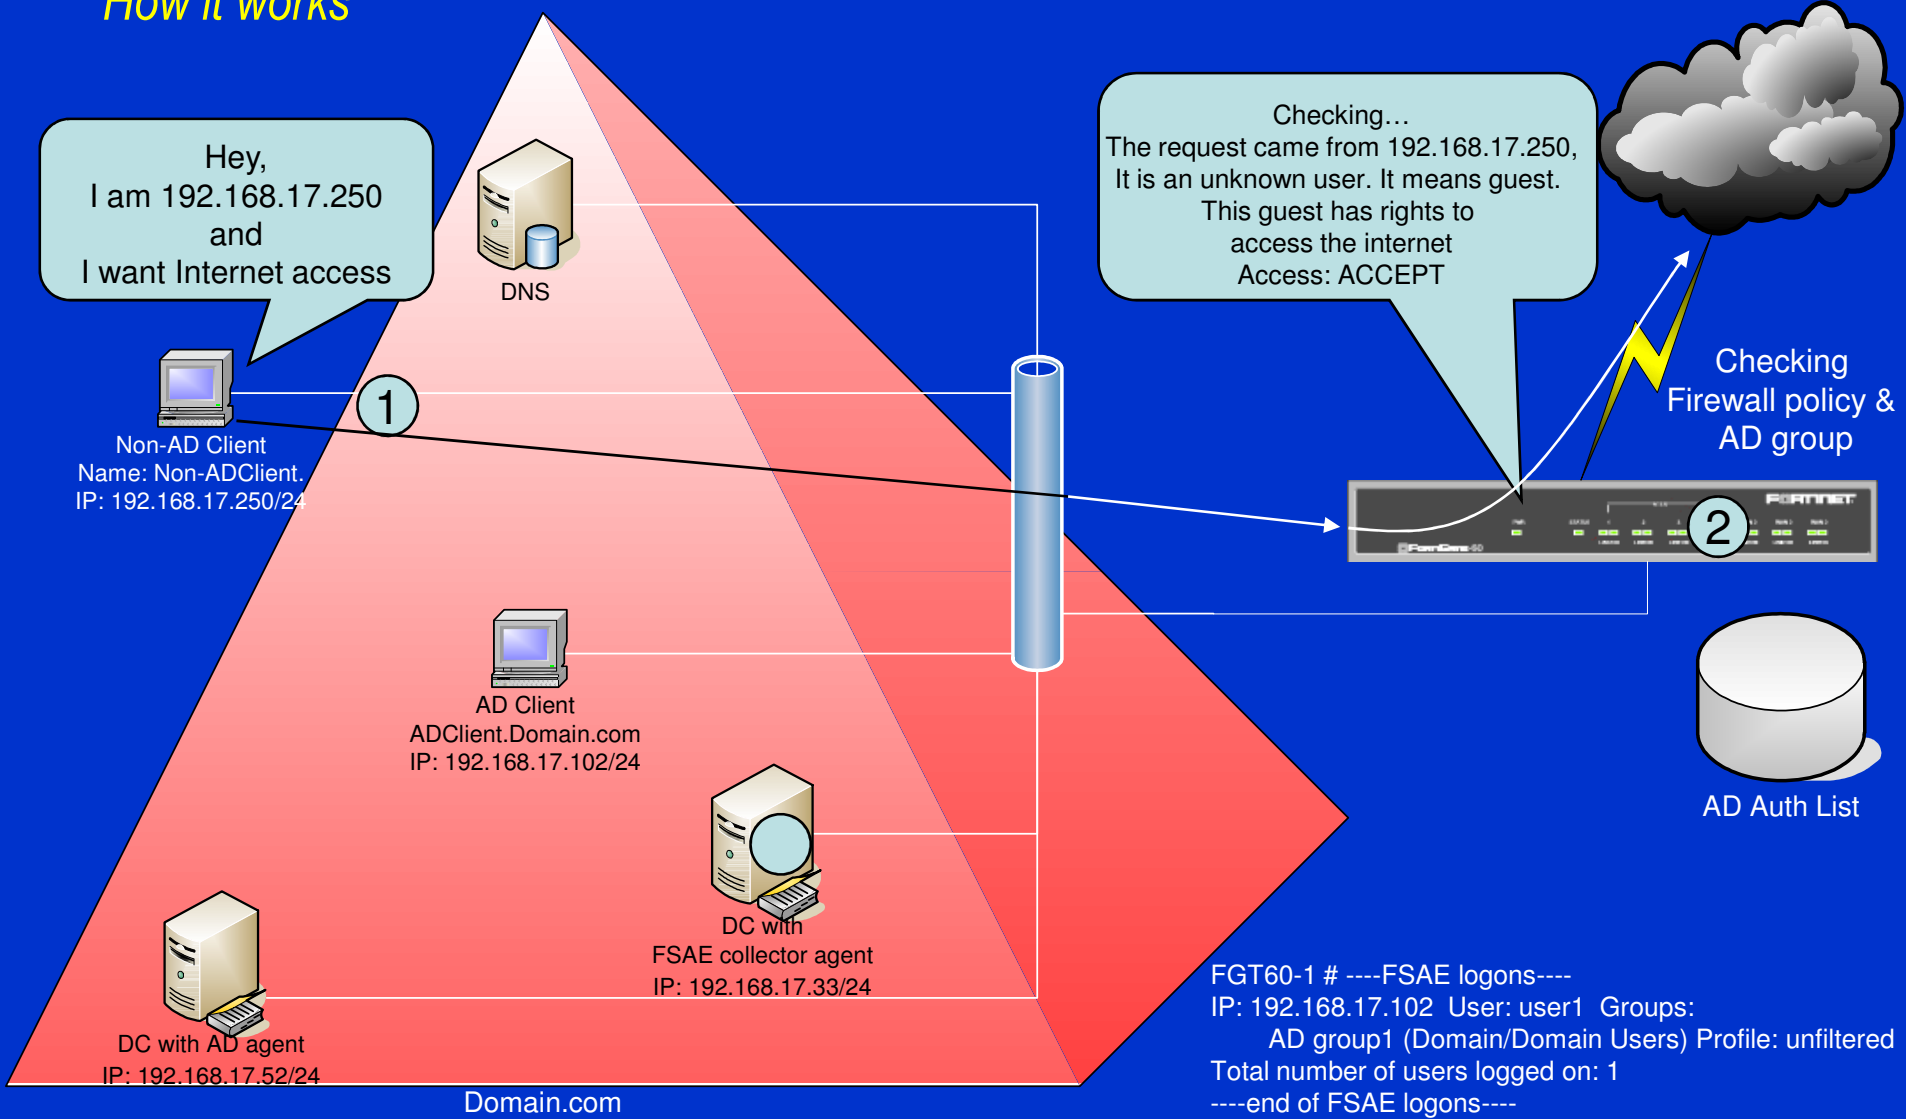 How it works
Hey,
I am 192.168.17.250
and
I want Internet access
DNS
Checking…
The request came from 192.168.17.250,
It is an unknown user. It means guest.
This guest has rights to
access the internet
Access: ACCEPT
Checking
Firewall policy &
AD group
1
Non-AD Client
Name: Non-ADClient.
IP: 192.168.17.250/24
FORTINET
2
FortiGate-60
AD Client
ADClient.Domain.com
IP: 192.168.17.102/24
AD Auth List
DC with
FSAE collector agent
IP: 192.168.17.33/24
DC with AD agent
IP: 192.168.17.52/24
Domain.com
FGT60-1 # ----FSAE logons----
IP: 192.168.17.102  User: user1  Groups:
AD group1 (Domain/Domain Users) Profile: unfiltered
Total number of users logged on: 1
----end of FSAE logons----